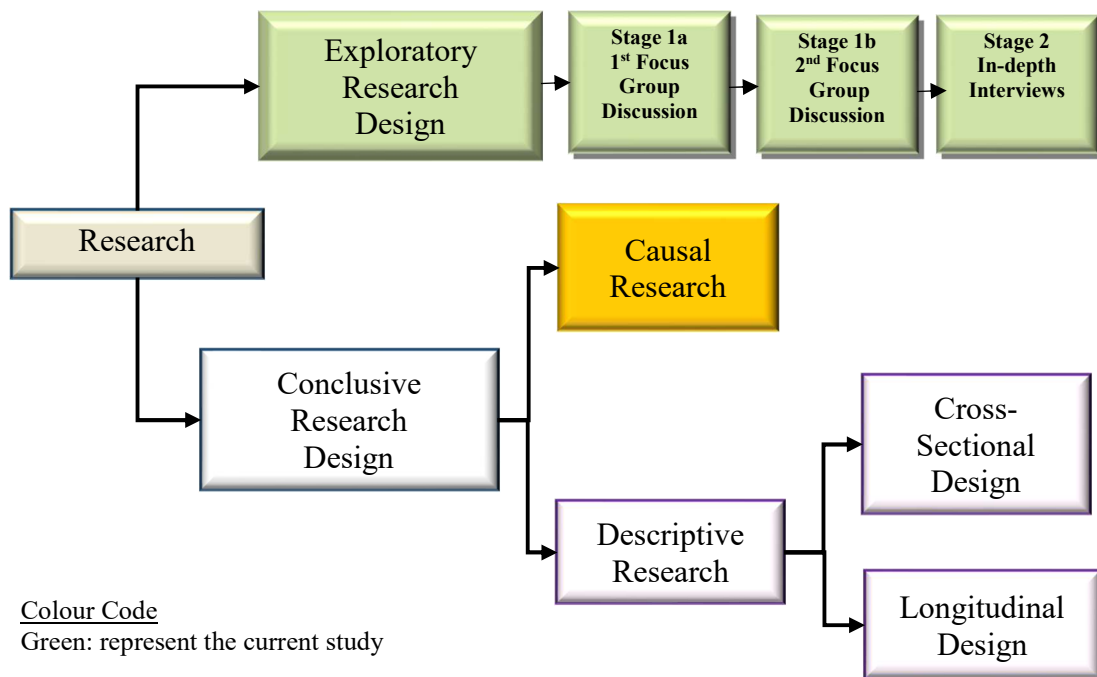 Exploratory
Research
Design
Stage 1a
1st Focus
Group
Discussion
Stage 1b
2nd Focus
Group
Discussion
Stage 2
In-depth
Interviews
Research
Causal
Research
Conclusive
Research
Design
Cross-
Sectional
Design
Descriptive
Research
Longitudinal
Design
Colour Code
Green: represent the current study